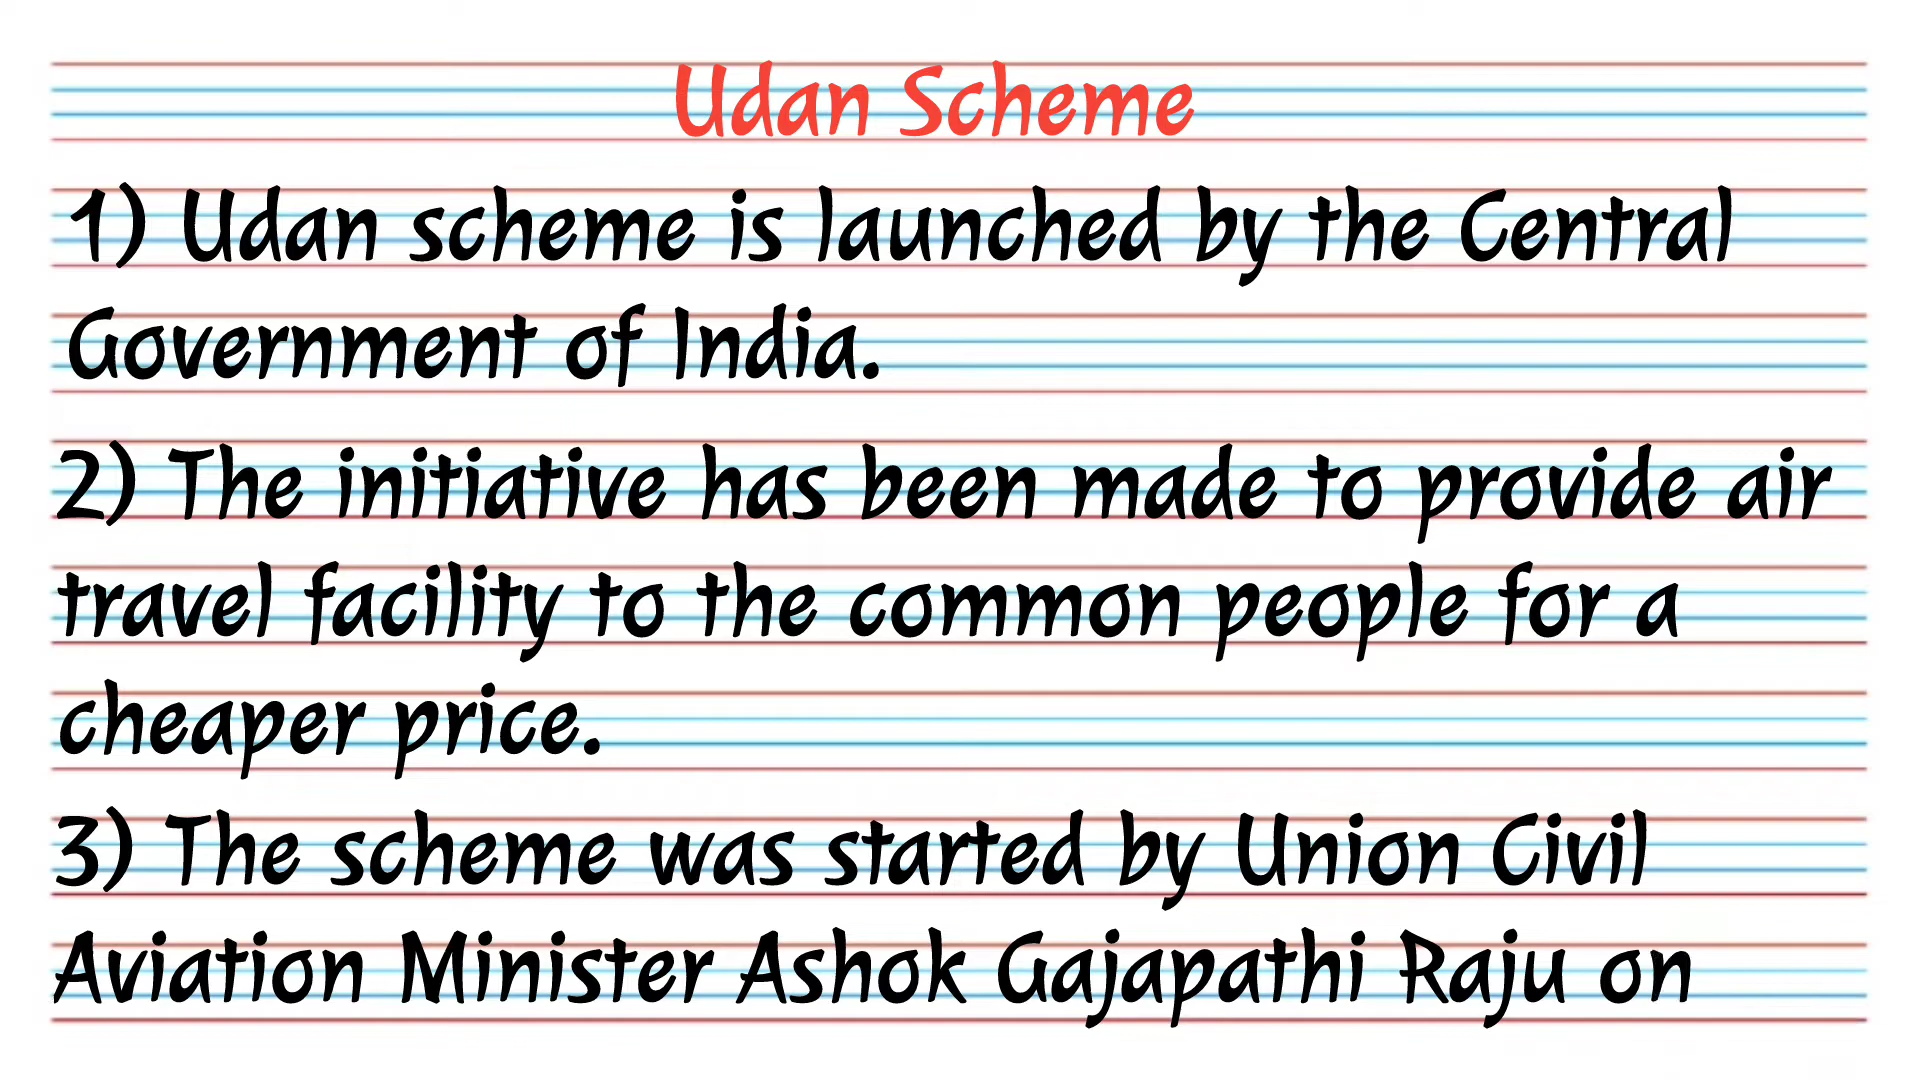 Udan Scheme
1) Udan scheme is launched by the Central
Government of India.
2) The initiative has been made to provide air
travel facility to the common people for a
cheaper price.
3) The scheme was started by Union Civil
Aviation Minister Ashok Gajapathi Raju on